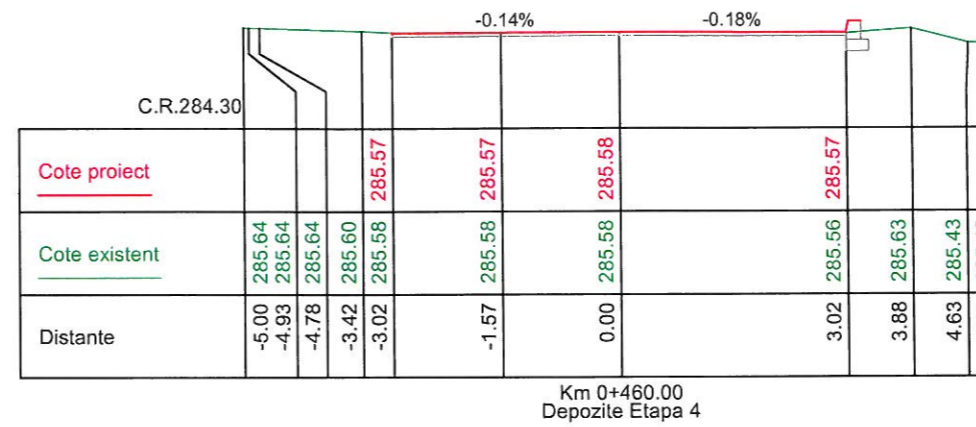 -0.14% -0.18%
C.R.284.30
Cote proiect 285.57 285.57 285.58 285.57
Cote existent 285.64 285.64 285.64 285.60 285.58 285.58 285.58 285.56 285.63 285.43
Distante -5.00 -4.93 -4.78 -3.42 -3.02 -1.57 0.00 3.02 3.88 4.63
Km 0+460.00
Depozite Etapa 4